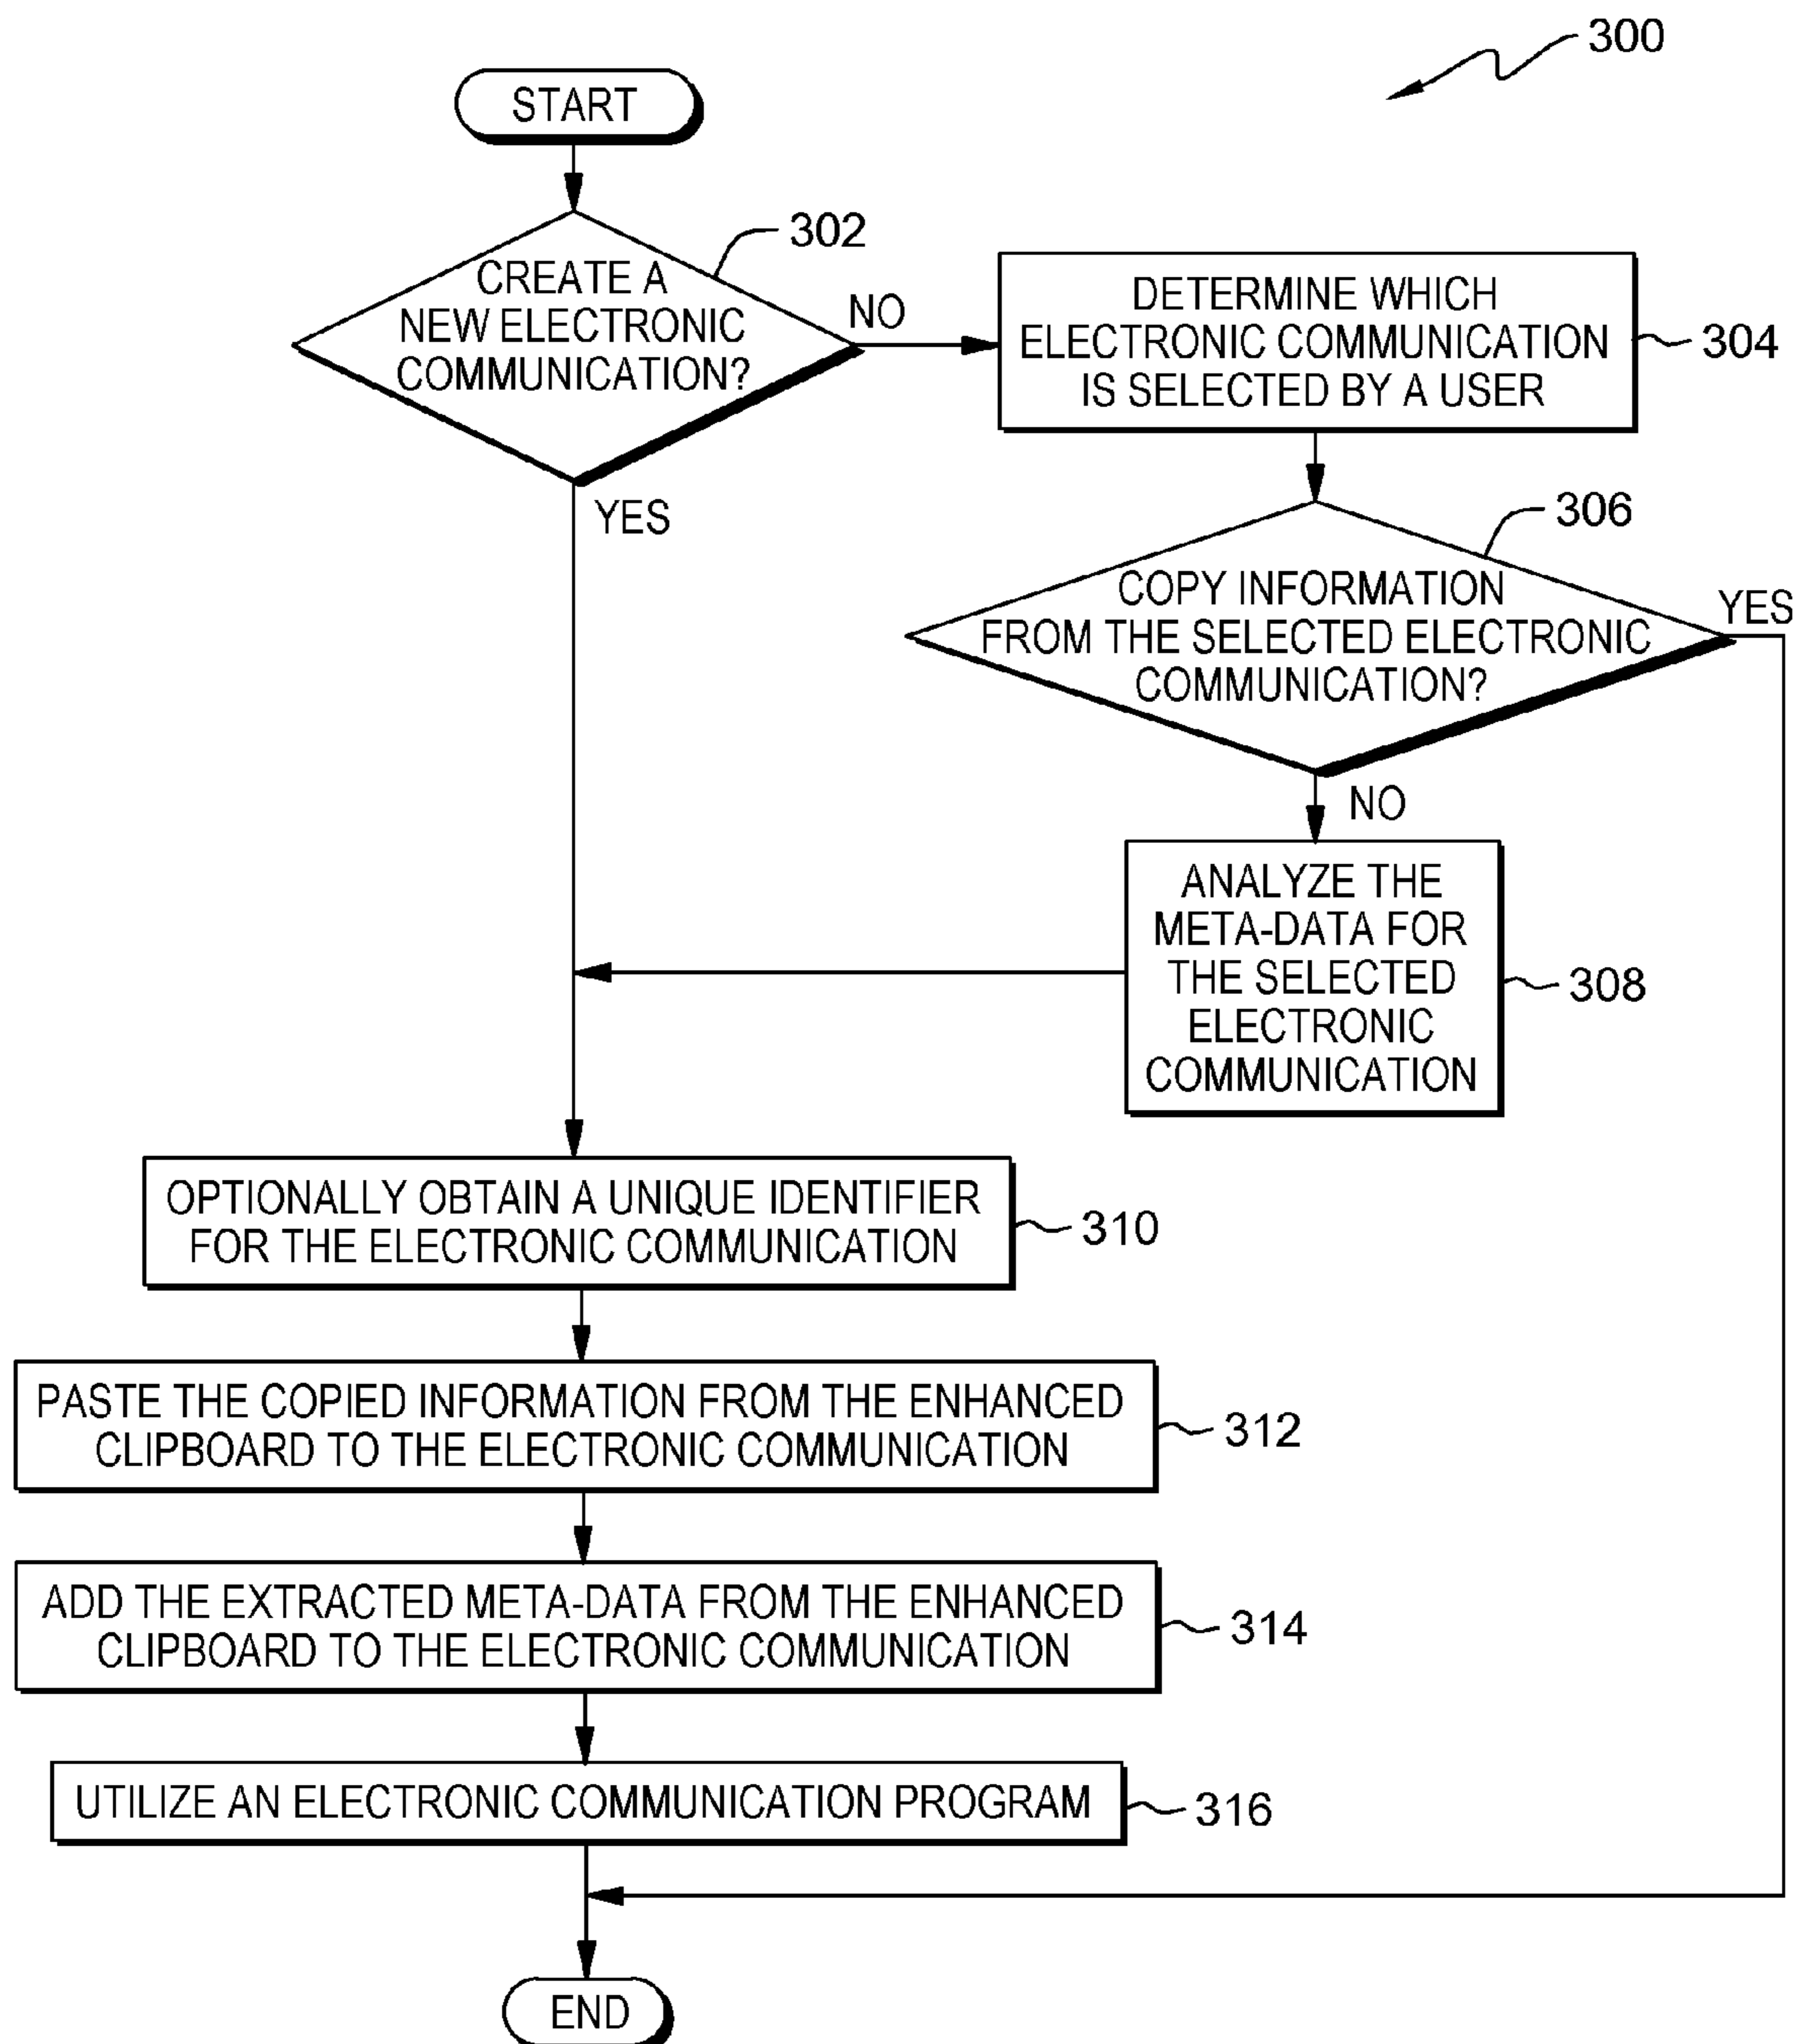 300
START
302
CREATE A
NEW ELECTRONIC
COMMUNICATION?
NO
YES
DETERMINE WHICH
ELECTRONIC COMMUNICATION
IS SELECTED BY A USER
304
306
COPY INFORMATION
FROM THE SELECTED ELECTRONIC
COMMUNICATION?
YES
NO
ANALYZE THE
META-DATA FOR
THE SELECTED
ELECTRONIC
COMMUNICATION
308
OPTIONALLY OBTAIN A UNIQUE IDENTIFIER
FOR THE ELECTRONIC COMMUNICATION
310
PASTE THE COPIED INFORMATION FROM THE ENHANCED
CLIPBOARD TO THE ELECTRONIC COMMUNICATION
312
ADD THE EXTRACTED META-DATA FROM THE ENHANCED
CLIPBOARD TO THE ELECTRONIC COMMUNICATION
314
UTILIZE AN ELECTRONIC COMMUNICATION PROGRAM
316
END